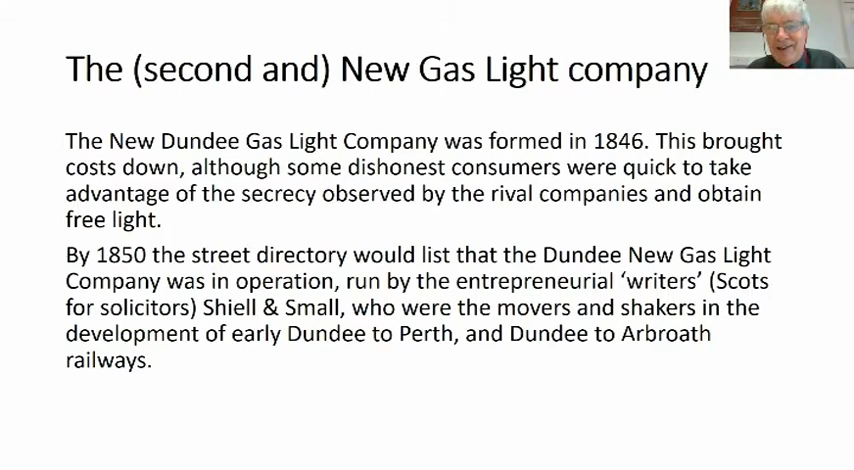 The (second and) New Gas Light company
The New Dundee Gas Light Company was formed in 1846. This brought
costs down, although some dishonest consumers were quick to take
advantage of the secrecy observed by the rival companies and obtain
free light.
By 1850 the street directory would list that the Dundee New Gas Light
Company was in operation, run by the entrepreneurial ‘writers’ (Scots
for solicitors) Shiell & Small, who were the movers and shakers in the
development of early Dundee to Perth, and Dundee to Arbroath
railways.